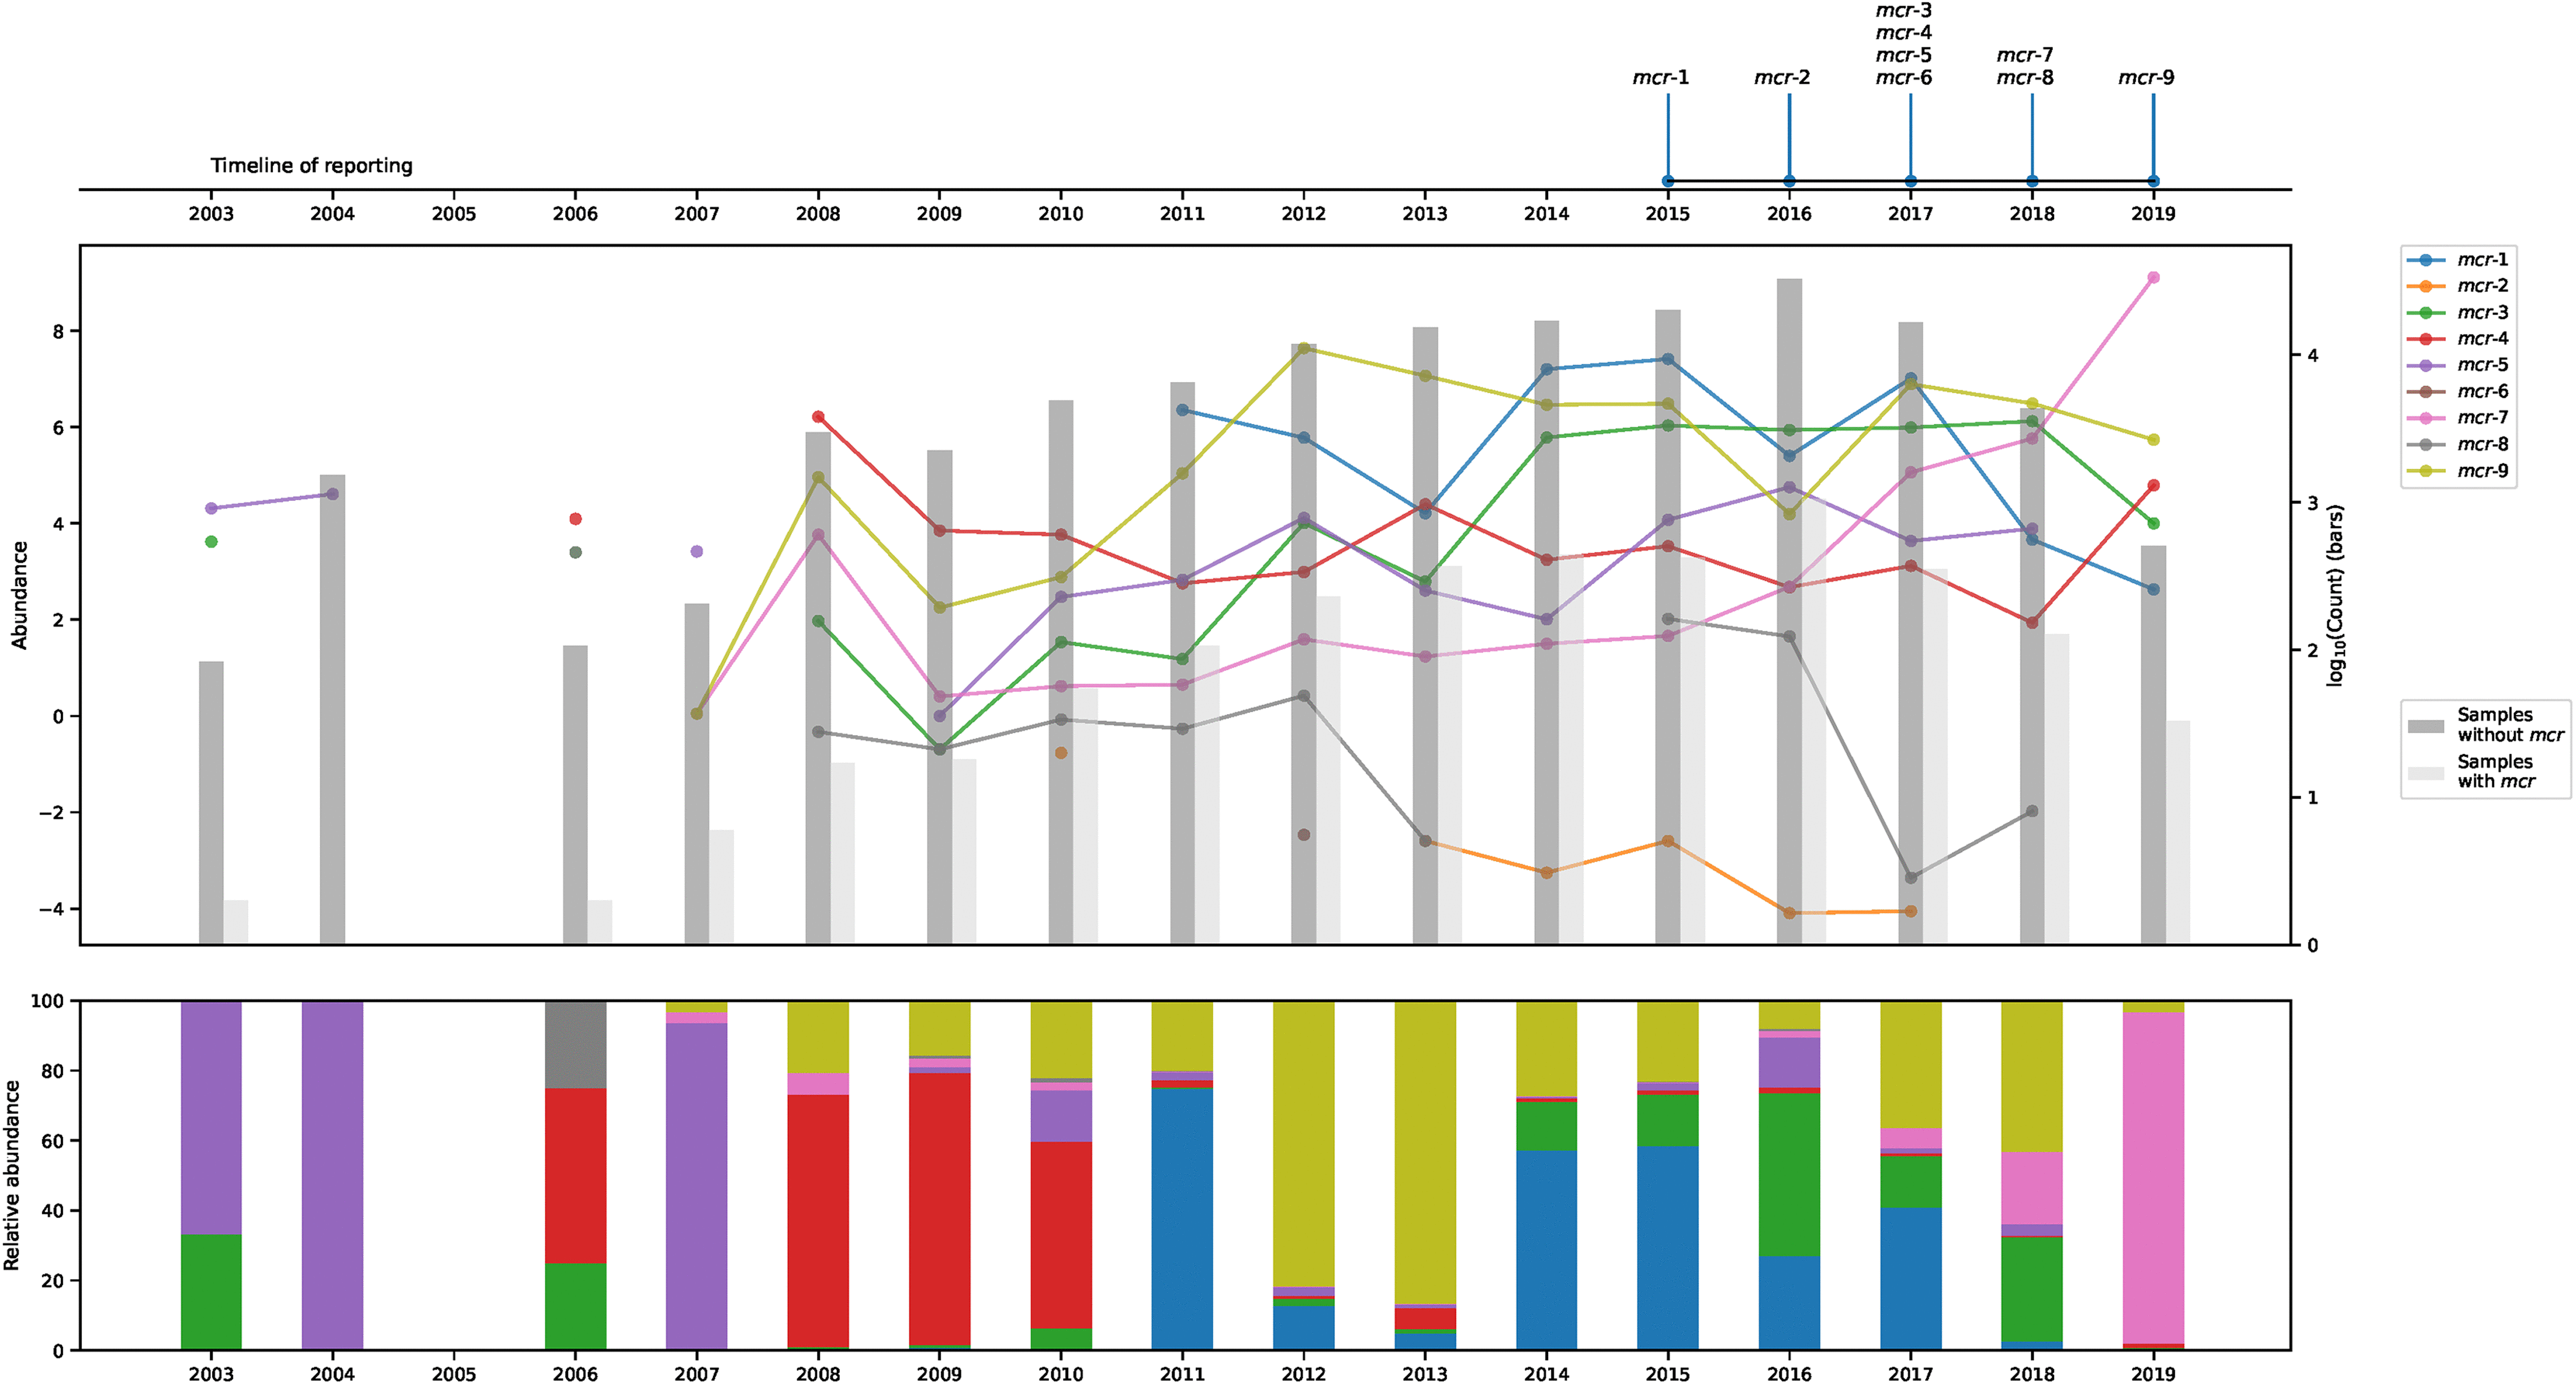 mcr-3
mcr-4
mcr-5 mcr-7
mcr-1 mcr-2 mcr-6 mcr-8 mcr-9
Timeline of reporting
2003 2004 2005 2006 2007 2008 2009 2010 2011 2012 2013 2014 2015 2016 2017 2018 2019
Abundance
8
6
4
2
0
−2
−4
log10(Count) (bars)
4
3
2
1
0
mcr-1
mcr-2
mcr-3
mcr-4
mcr-5
mcr-6
mcr-7
mcr-8
mcr-9
Samples
without mcr
Samples
with mcr
Relative abundance
100
80
60
40
20
0
2003 2004 2005 2006 2007 2008 2009 2010 2011 2012 2013 2014 2015 2016 2017 2018 2019